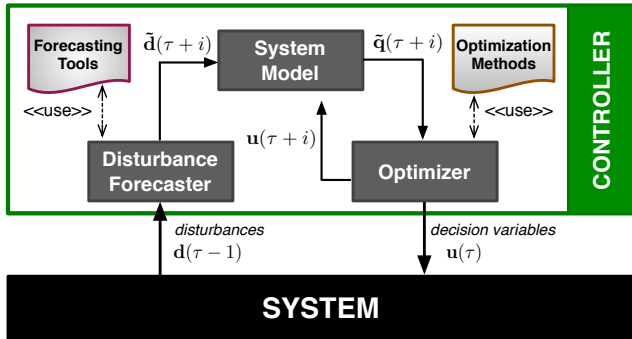 Forecasting
Tools
d̃(τ + i)
System
Model
q̃(τ + i)
Optimization
Methods
<<use>>
<<use>>
u(τ + i)
Disturbance
Forecaster
Optimizer
CONTROLLER
disturbances
d(τ − 1)
decision variables
u(τ)
SYSTEM